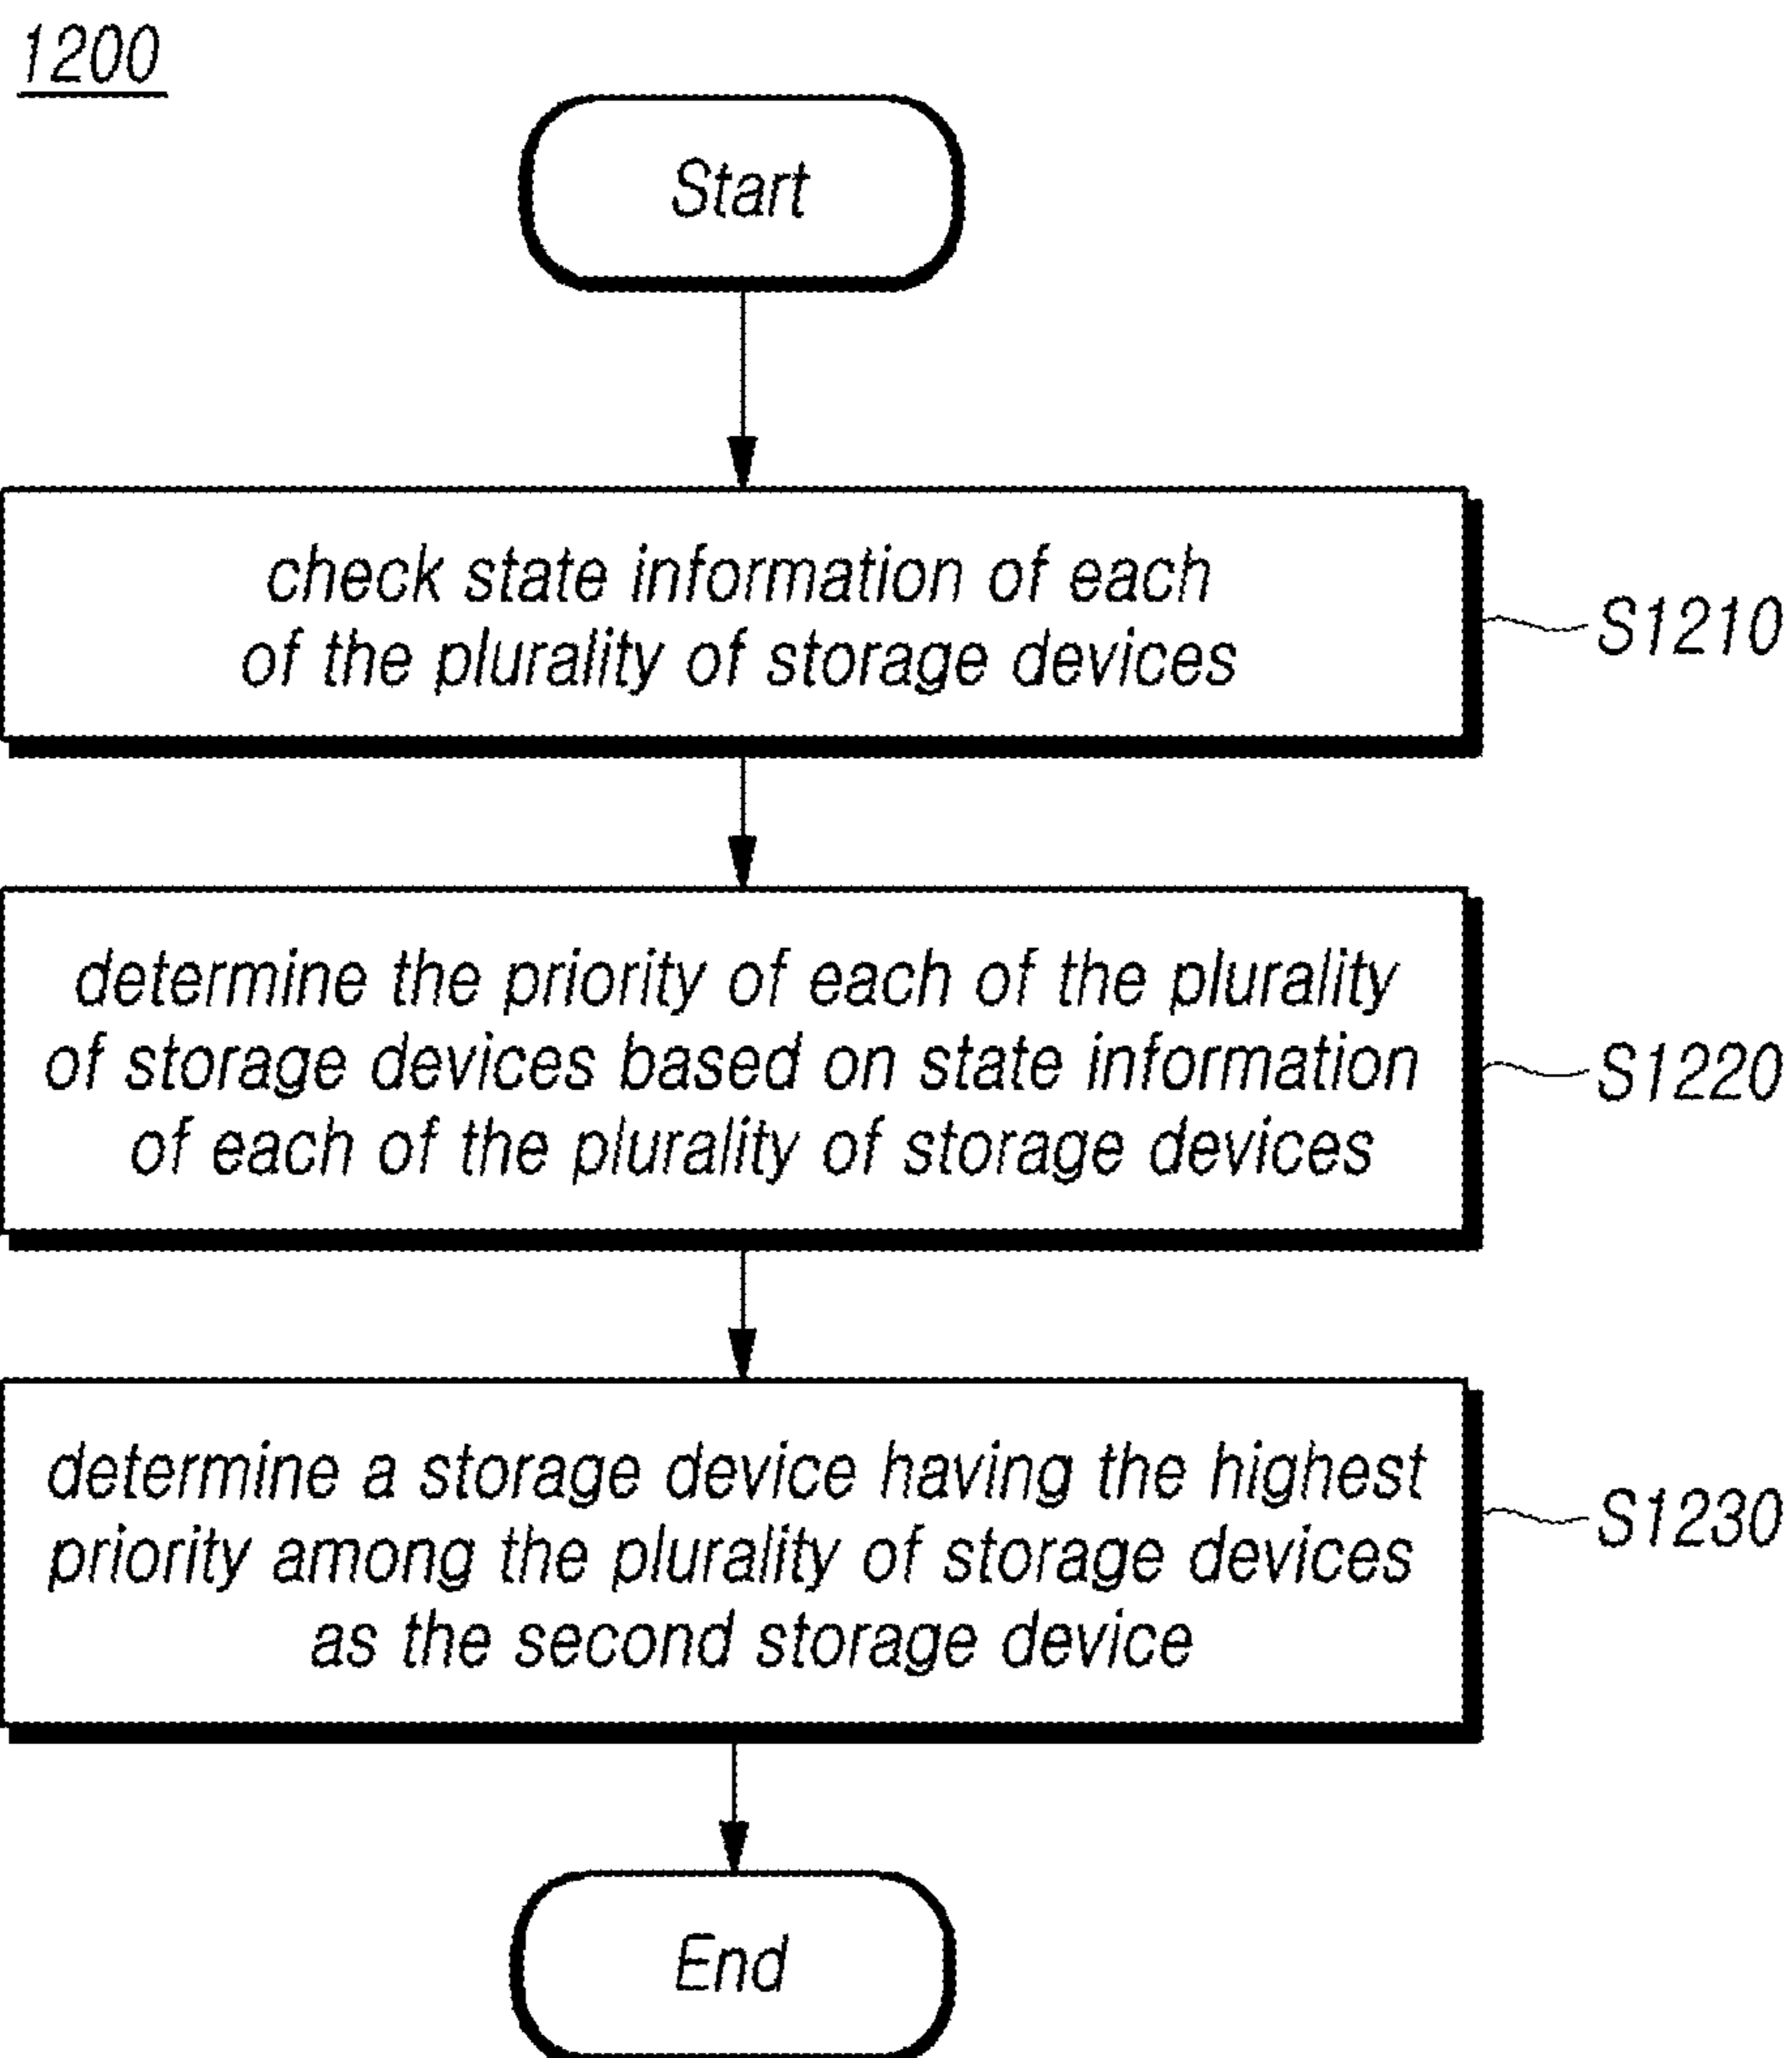 1200
Start
check state information of each
of the plurality of storage devices
S1210
determine the priority of each of the plurality
of storage devices based on state information
of each of the plurality of storage devices
S1220
determine a storage device having the highest
priority among the plurality of storage devices
as the second storage device
S1230
End